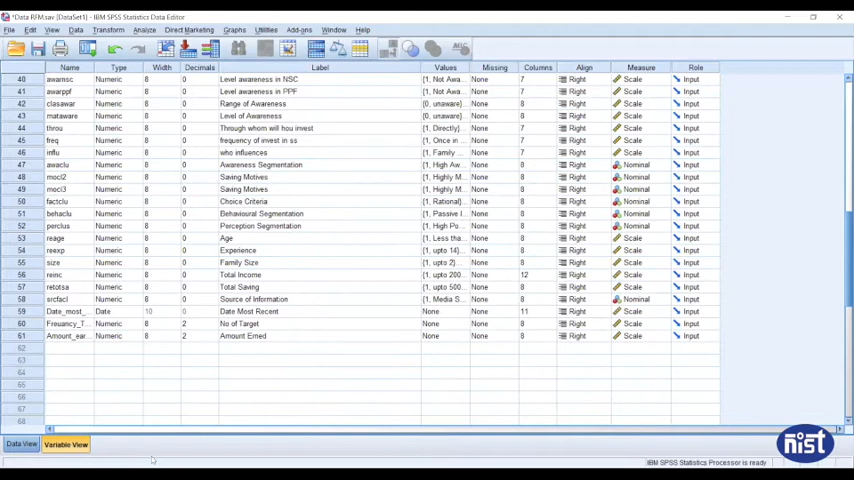 *Data RFM.sav [DataSet1] - IBM SPSS Statistics Data Editor
File Edit View Data Transform Analyze Direct Marketing Graphs Utilities Add-ons Window Help
Name Type Width Decimals Label Values Missing Columns Align Measure Role
40 awarnsc Numeric 8 0 Level awareness in NSC {1, Not Awa... None 7 Right Scale Input
41 awarppf Numeric 8 0 Level awareness in PPF {1, Not Awa... None 7 Right Scale Input
42 clasawar Numeric 8 0 Range of Awareness {0, unaware}... None 8 Right Scale Input
43 mataware Numeric 8 0 Level of Awareness {0, unaware}... None 8 Right Scale Input
44 throu Numeric 8 0 Through whom will hou invest {1, Directly}... None 7 Right Scale Input
45 freq Numeric 8 0 frequency of invest in ss {1, Once in ... None 7 Right Scale Input
46 influ Numeric 8 0 who influences {1, Family ... None 7 Right Scale Input
47 awaclu Numeric 8 0 Awareness Segmentation {1, High Aw... None 8 Right Nominal Input
48 mocl2 Numeric 8 0 Saving Motives {1, Highly M... None 8 Right Nominal Input
49 mocl3 Numeric 8 0 Saving Motives {1, Highly M... None 8 Right Nominal Input
50 factclu Numeric 8 0 Choice Criteria {1, Rational}... None 8 Right Nominal Input
51 behaclu Numeric 8 0 Behavioural Segmentation {1, Passive I... None 8 Right Nominal Input
52 perclus Numeric 8 0 Perception Segmentation {1, High Po... None 8 Right Nominal Input
53 reage Numeric 8 0 Age {1, Less tha... None 8 Right Scale Input
54 reexp Numeric 8 0 Experience {1, upto 14}... None 8 Right Scale Input
55 size Numeric 8 0 Family Size {1, upto 2}... None 8 Right Scale Input
56 reinc Numeric 8 0 Total Income {1, upto 200... None 12 Right Scale Input
57 retotsa Numeric 8 0 Total Saving {1, upto 500... None 8 Right Scale Input
58 srcfacl Numeric 8 0 Source of Information {1, Media S... None 8 Right Nominal Input
59 Date_most_... Date 10 0 Date Most Recent None None 11 Right Scale Input
60 Freuancy_T... Numeric 8 2 No of Target None None 8 Right Scale Input
61 Amount_ear... Numeric 8 2 Amount Erned None None 8 Right Scale Input
62
63
64
65
66
67
68
Data View Variable View
nist
IBM SPSS Statistics Processor is ready